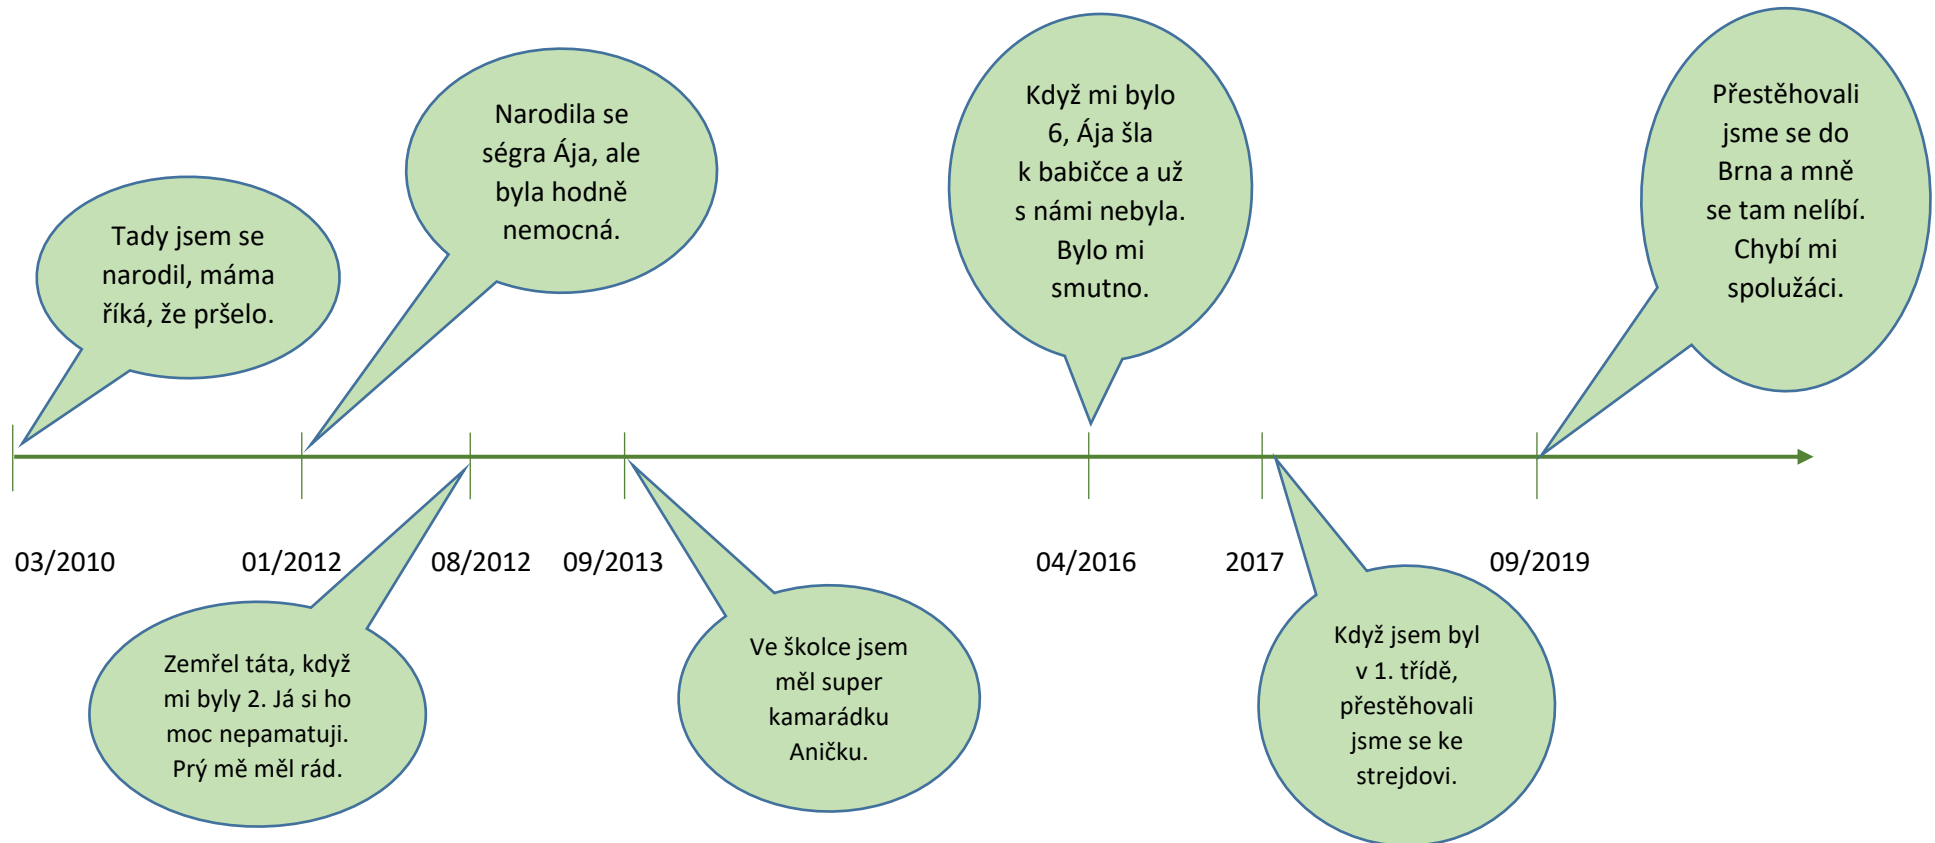 Tady jsem se
narodil, máma
říká, že pršelo.
Narodila se
ségra Ája, ale
byla hodně
nemocná.
Když mi bylo
6, Ája šla
k babičce a už
s námi nebyla.
Bylo mi
smutno.
Přestěhovali
jsme se do
Brna a mně
se tam nelíbí.
Chybí mi
spolužáci.
03/2010
01/2012
08/2012
09/2013
04/2016
2017
09/2019
Zemřel táta, když
mi byly 2. Já si ho
moc nepamatuji.
Prý mě měl rád.
Ve školce jsem
měl super
kamarádku
Aničku.
Když jsem byl
v 1. třídě,
přestěhovali
jsme se ke
strejdovi.